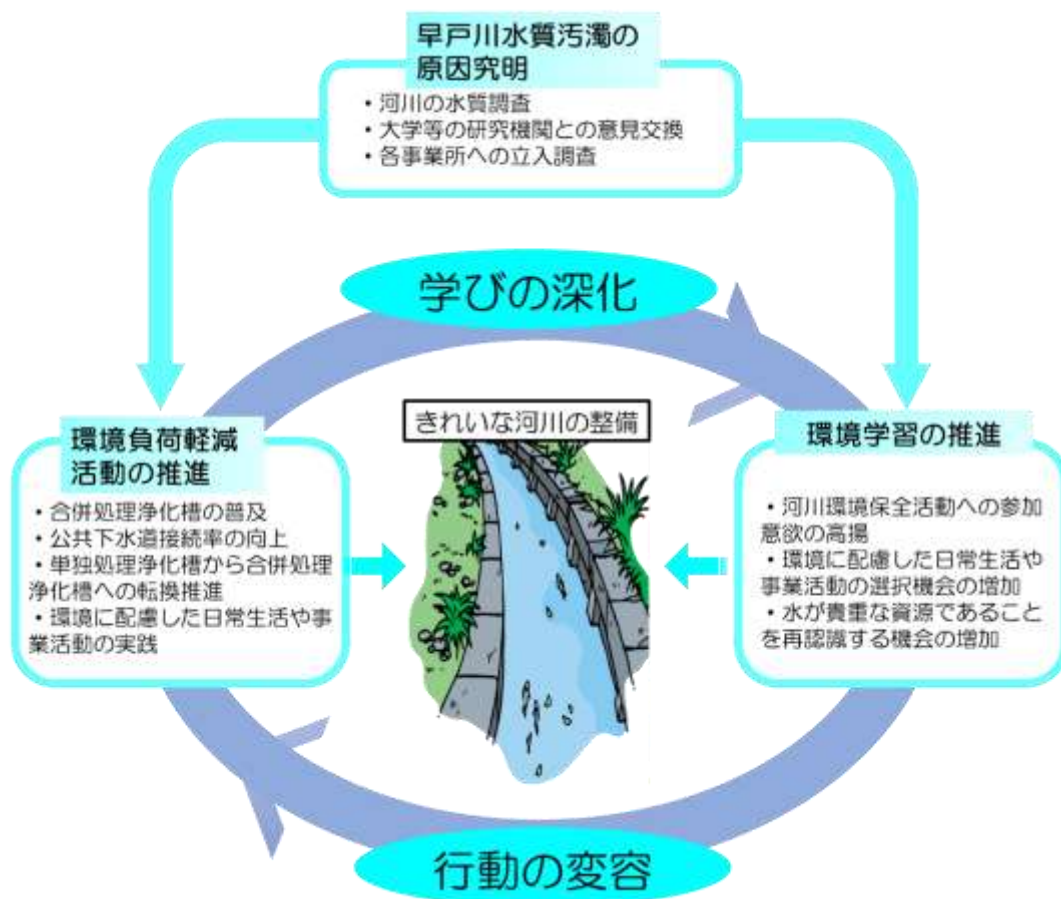 早戸川水質汚濁の
原因究明
・河川の水質調査
・大学等の研究機関との意見交換
・各事業所への立入調査
学びの深化
きれいな河川の整備
環境負荷軽減
活動の推進
・合併処理浄化槽の普及
・公共下水道接続率の向上
・単独処理浄化槽から合併処理
浄化槽への転換推進
・環境に配慮した日常生活や事
業活動の実践
環境学習の推進
・河川環境保全活動への参加
意欲の高揚
・環境に配慮した日常生活や
事業活動の選択機会の増加
・水が貴重な資源であること
を再認識する機会の増加
行動の変容